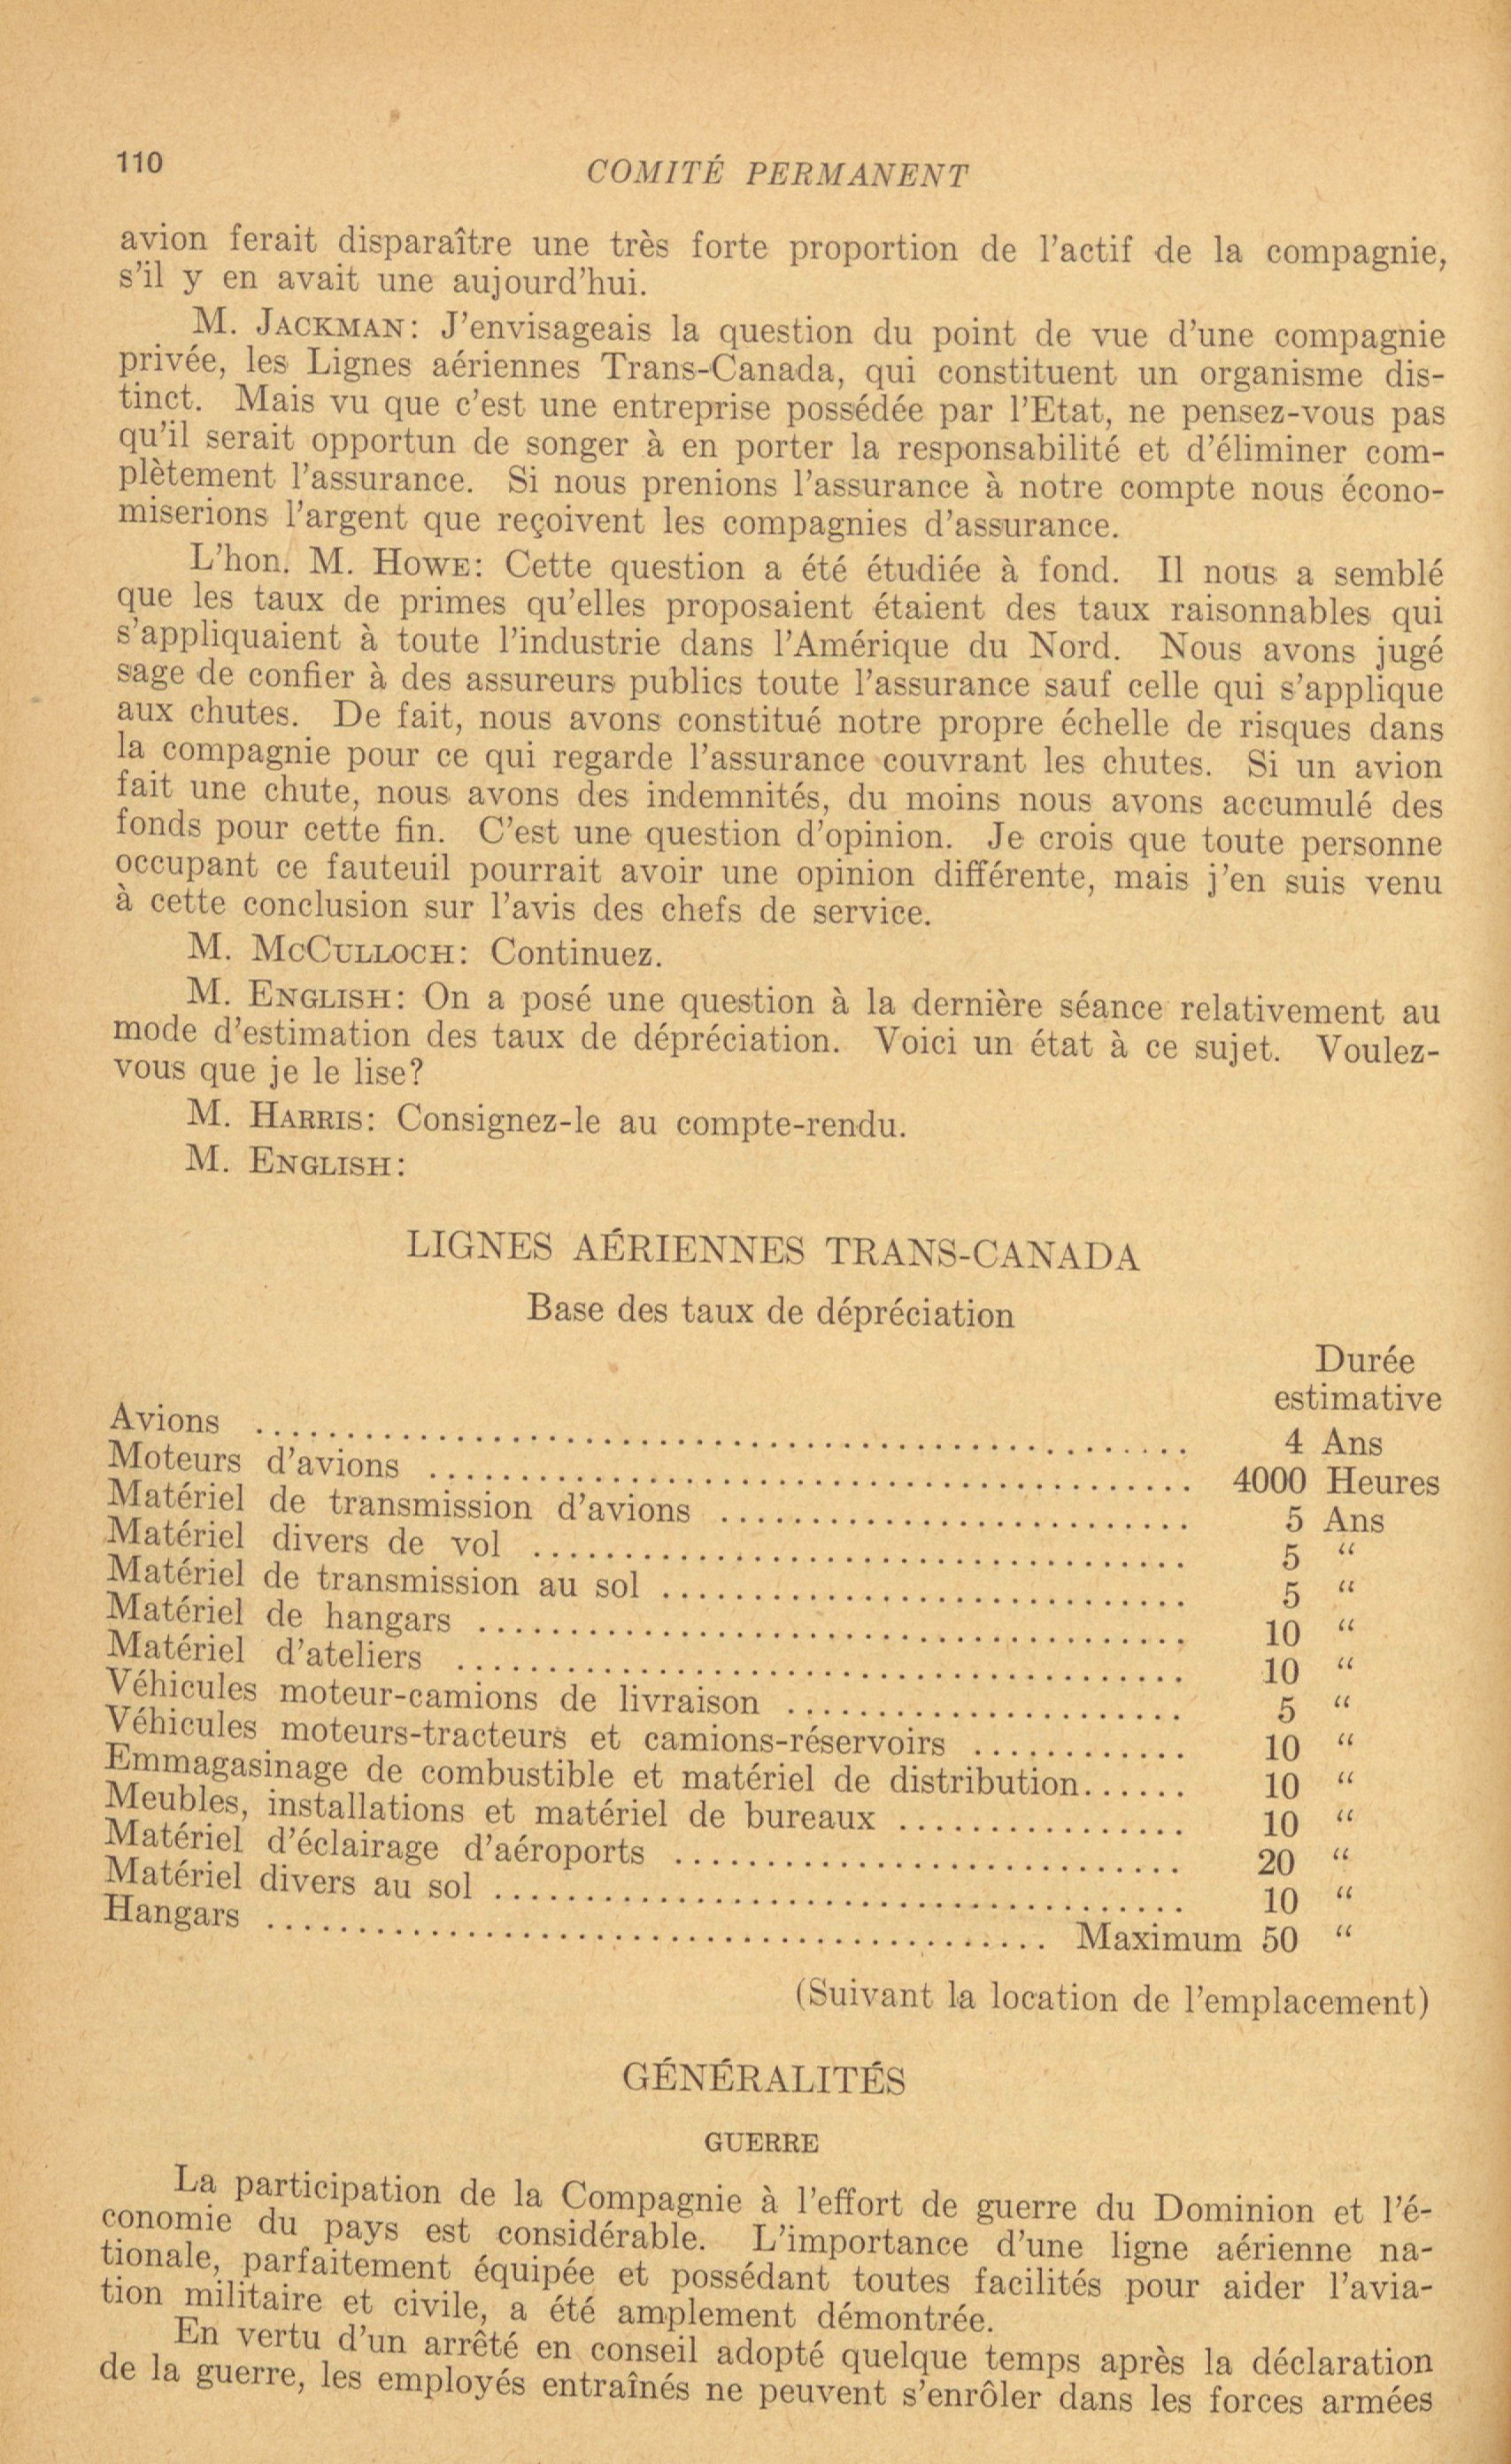 110
COMITÉ PERMANENT
avion ferait disparaître une très forte proportion de l'actif de la compagnie,
s'il y en avait une aujourd'hui.
M. JACKMAN: J'envisageais la question du point de vue d'une compagnie
privée, les Lignes aériennes Trans-Canada, qui constituent un organisme dis-
tinct. Mais vu que c'est une entreprise possédée par l'Etat, ne pensez-vous pas
qu'il serait opportun de songer à en porter la responsabilité et d'éliminer com-
plètement l'assurance. Si nous prenions l'assurance à notre compte nous écono-
miserions l'argent que reçoivent les compagnies d'assurance.
L'hon. M. HOWE: Cette question a été étudiée à fond. Il nous a semblé
que les taux de primes qu'elles proposaient étaient des taux raisonnables qui
s'appliquaient à toute l'industrie dans l'Amérique du Nord. Nous avons jugé
sage de confier à des assureurs publics toute l'assurance sauf celle qui s'applique
aux chutes. De fait, nous avons constitué notre propre échelle de risques dans
la compagnie pour ce qui regarde l'assurance couvrant les chutes. Si un avion
fait une chute, nous avons des indemnités, du moins nous avons accumulé des
fonds pour cette fin. C'est une question d'opinion. Je crois que toute personne
occupant ce fauteuil pourrait avoir une opinion différente, mais j'en suis venu
à cette conclusion sur l'avis des chefs de service.
M. McCULLOCH: Continuez.
M. ENGLISH: On a posé une question à la dernière séance relativement au
mode d'estimation des taux de dépréciation. Voici un état à ce sujet. Voulez-
vous que je le lise?
M. HARRIS: Consignez-le au compte-rendu.
M. ENGLISH:
LIGNES AÉRIENNES TRANS-CANADA
Base des taux de dépréciation
Durée
estimative
Avions .................................................. 4 Ans
Moteurs d'avions ........................................ 4000 Heures
Matériel de transmission d'avions ......................... 5 Ans
Matériel divers de vol ................................... 5 "
Matériel de transmission au sol ............................ 5 "
Matériel de hangars ...................................... 10 "
Matériel d'ateliers ....................................... 10 "
Véhicules moteur-camions de livraison ..................... 5 "
Véhicules moteurs-tracteurs et camions-réservoirs ............ 10 "
Emmagasinage de combustible et matériel de distribution...... 10 "
Meubles, installations et matériel de bureaux ................ 10 "
Matériel d'éclairage d'aéroports ............................ 20 "
Matériel divers au sol ..................................... 10 "
Hangars .......................................... Maximum 50 "
(Suivant la location de l'emplacement)
GÉNÉRALITÉS
GUERRE
La participation de la Compagnie à l'effort de guerre du Dominion et l'é-
conomie du pays est considérable. L'importance d'une ligne aérienne na-
tionale, parfaitement équipée et possédant toutes facilités pour aider l'avia-
tion militaire et civile, a été amplement démontrée.
En vertu d'un arrêté en conseil adopté quelque temps après la déclaration
de la guerre, les employés entraînés ne peuvent s'enrôler dans les forces armées